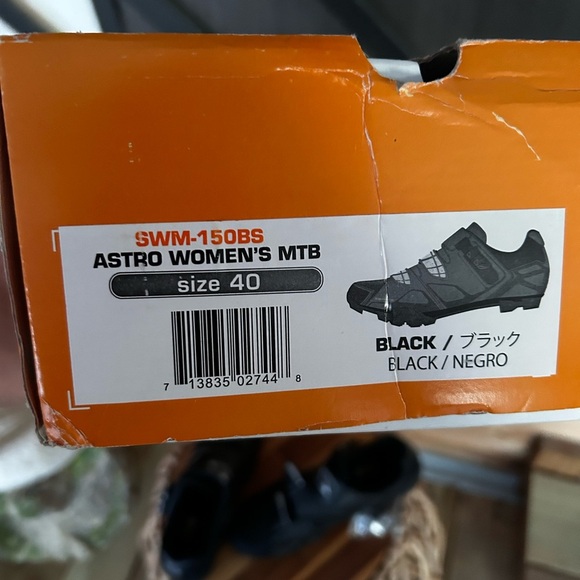 SWM-150BS
ASTRO WOMEN'S MTB
size 40
BLACK / ブラック
BLACK / NEGRO
7 13835 02744 8